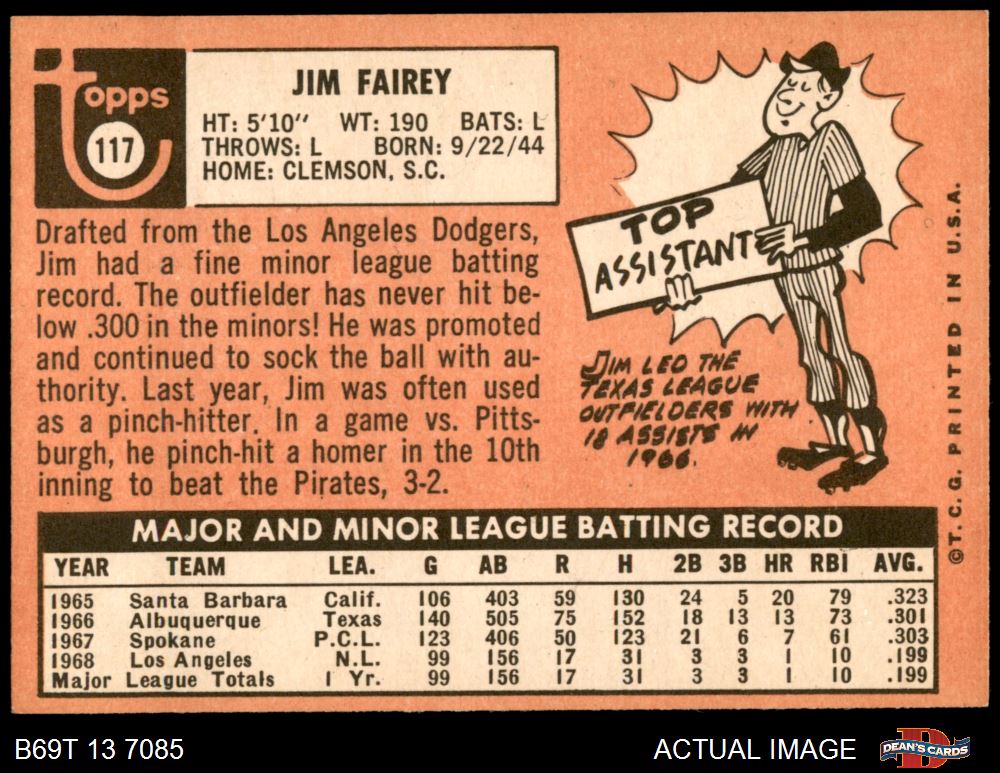 Topps
117
JIM FAIREY
HT: 5'10" WT: 190 BATS: L
THROWS: L BORN: 9/22/44
HOME: CLEMSON, S.C.
Drafted from the Los Angeles Dodgers,
Jim had a fine minor league batting
record. The outfielder has never hit be-
low .300 in the minors! He was promoted
and continued to sock the ball with au-
thority. Last year, Jim was often used
as a pinch-hitter. In a game vs. Pitts-
burgh, he pinch-hit a homer in the 10th
inning to beat the Pirates, 3-2.
TOP
ASSISTANT
JIM LED THE
TEXAS LEAGUE
OUTFIELDERS WITH
18 ASSISTS IN
1966.
©T. C. G. PRINTED IN U.S.A.
MAJOR AND MINOR LEAGUE BATTING RECORD
YEAR TEAM LEA. G AB R H 2B 3B HR RBI AVG.
1965 Santa Barbara Calif. 106 403 59 130 24 5 20 79 .323
1966 Albuquerque Texas 140 505 75 152 18 13 13 73 .301
1967 Spokane P.C.L. 123 406 50 123 21 6 7 61 .303
1968 Los Angeles N.L. 99 156 17 31 3 3 1 10 .199
Major League Totals 1 Yr. 99 156 17 31 3 3 1 10 .199
B69T 13 7085 ACTUAL IMAGE DEAN'S CARDS